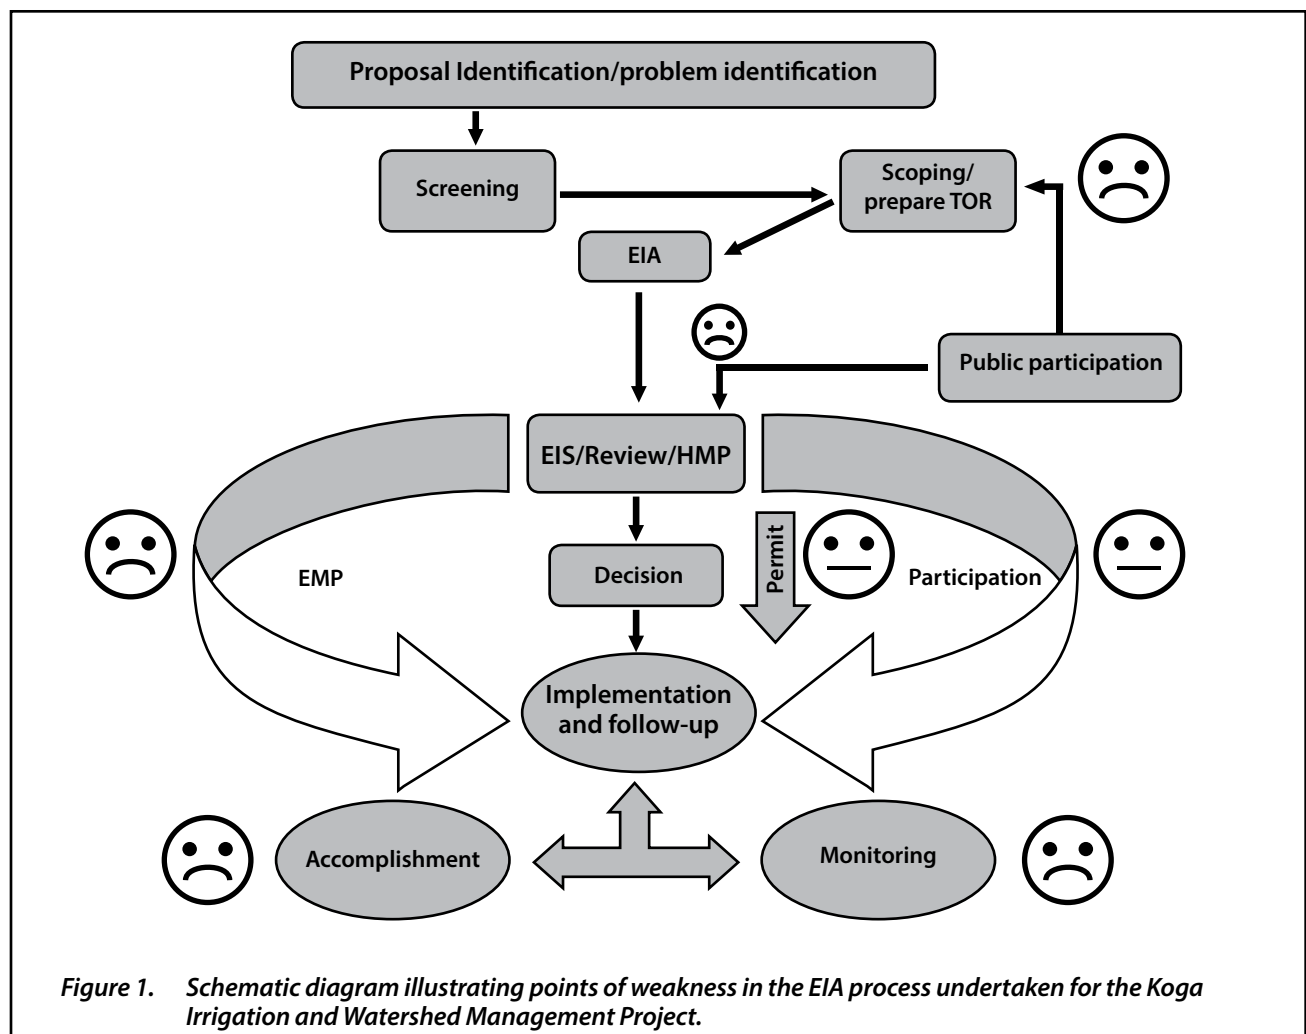 Proposal Identification/problem identification
Screening
Scoping/
prepare TOR
EIA
Public participation
EIS/Review/HMP
EMP
Decision
Permit
Participation
Implementation
and follow-up
Accomplishment
Monitoring
Figure 1. Schematic diagram illustrating points of weakness in the EIA process undertaken for the Koga
Irrigation and Watershed Management Project.